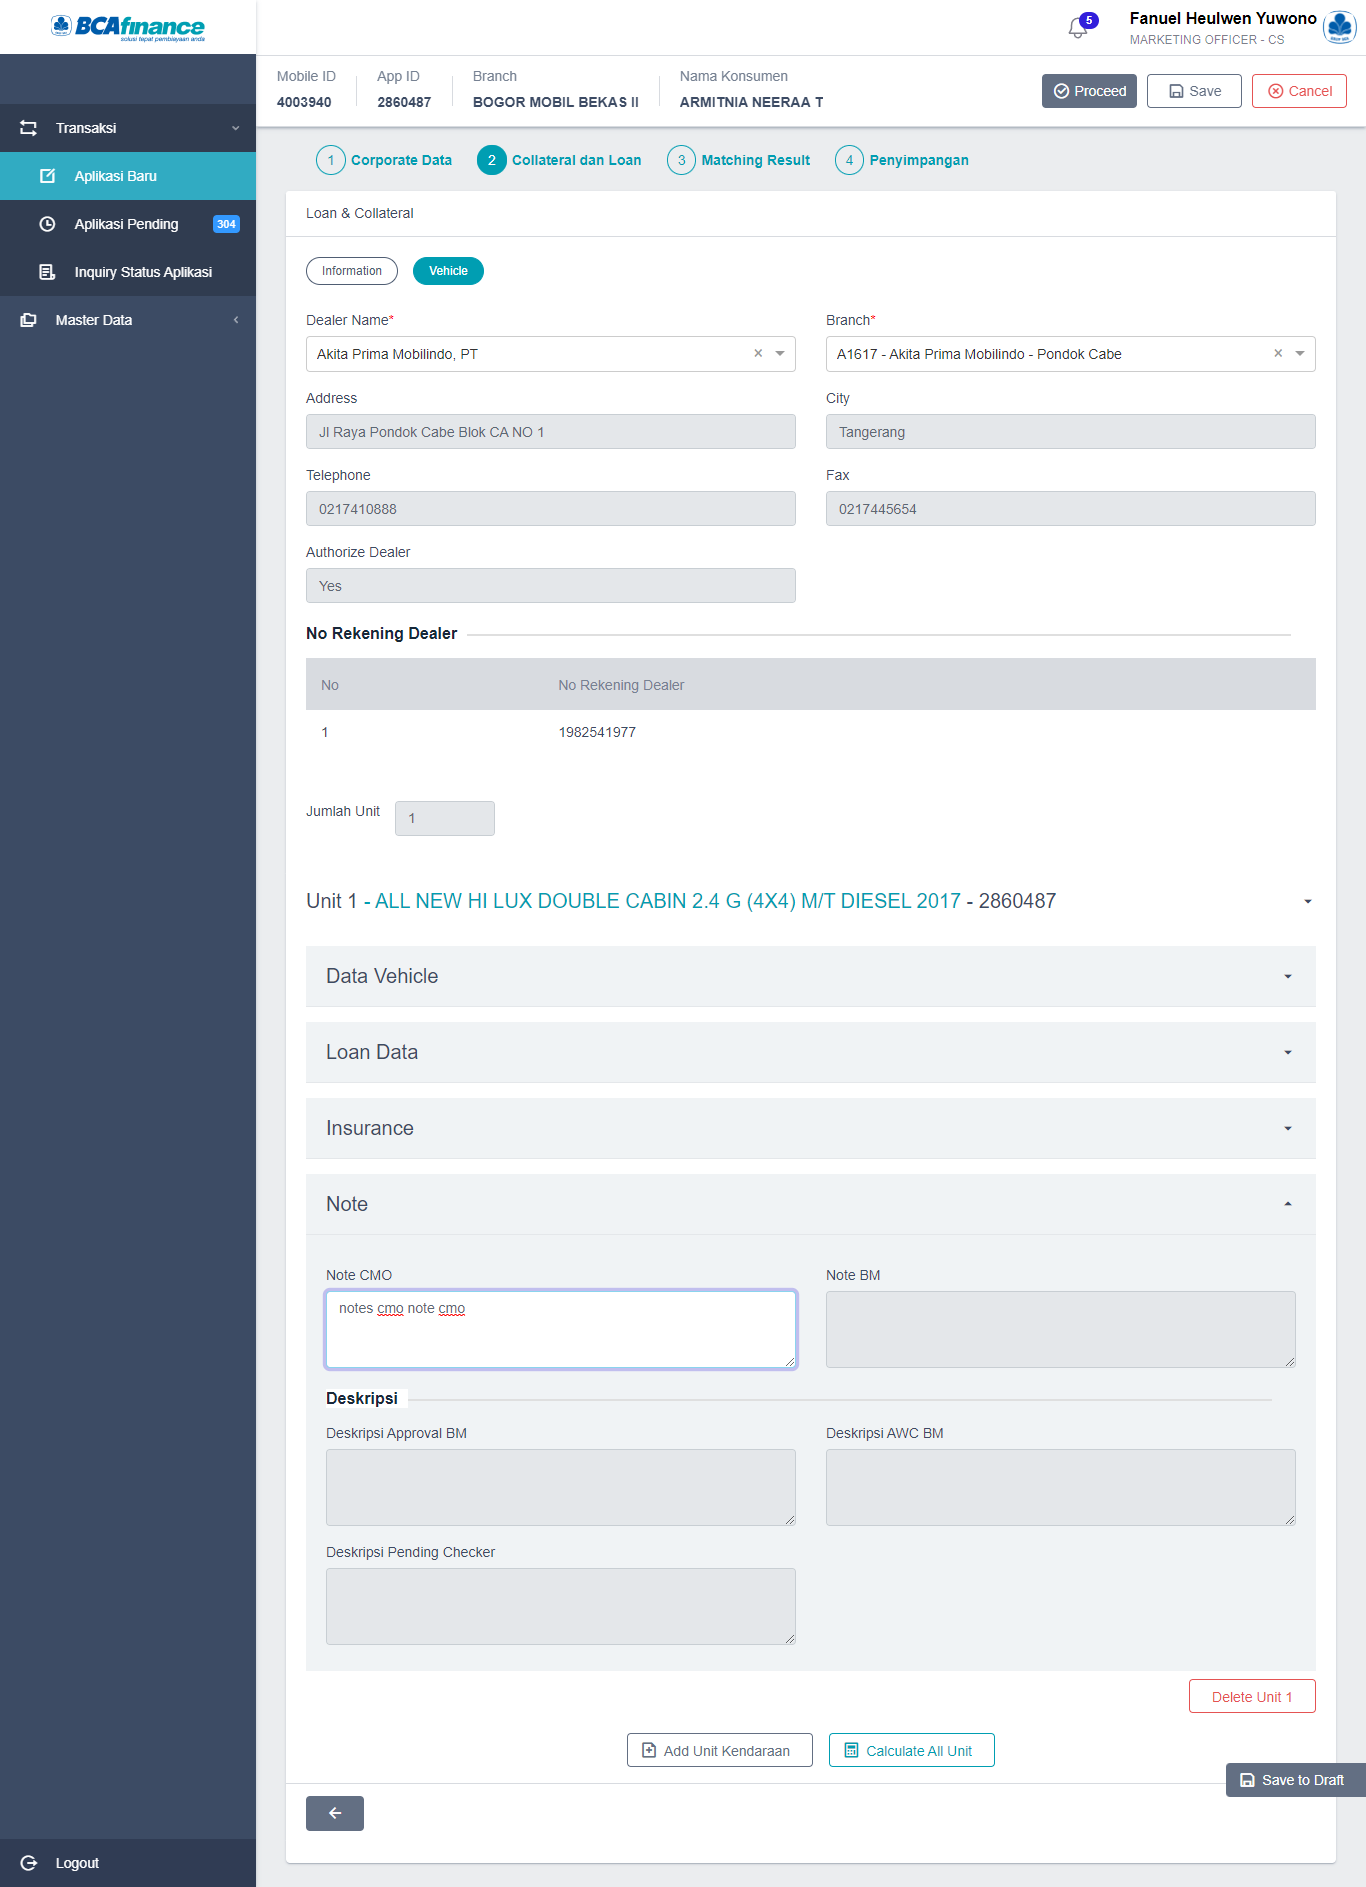 BCAfinance
solusi tepat pembiayaan anda
5
Fanuel Heulwen Yuwono
MARKETING OFFICER - CS
Mobile ID
4003940
App ID
2860487
Branch
BOGOR MOBIL BEKAS II
Nama Konsumen
ARMITNIA NEERAA T
Proceed
Save
Cancel
Transaksi
Aplikasi Baru
Aplikasi Pending 304
Inquiry Status Aplikasi
Master Data
1 Corporate Data
2 Collateral dan Loan
3 Matching Result
4 Penyimpangan
Loan & Collateral
Information
Vehicle
Dealer Name*
Akita Prima Mobilindo, PT
Branch*
A1617 - Akita Prima Mobilindo - Pondok Cabe
Address
Jl Raya Pondok Cabe Blok CA NO 1
City
Tangerang
Telephone
0217410888
Fax
0217445654
Authorize Dealer
Yes
No Rekening Dealer
No No Rekening Dealer
1 1982541977
Jumlah Unit 1
Unit 1 - ALL NEW HI LUX DOUBLE CABIN 2.4 G (4X4) M/T DIESEL 2017 - 2860487
Data Vehicle
Loan Data
Insurance
Note
Note CMO
notes cmo note cmo
Note BM
Deskripsi
Deskripsi Approval BM
Deskripsi AWC BM
Deskripsi Pending Checker
Delete Unit 1
Add Unit Kendaraan
Calculate All Unit
Save to Draft
Logout